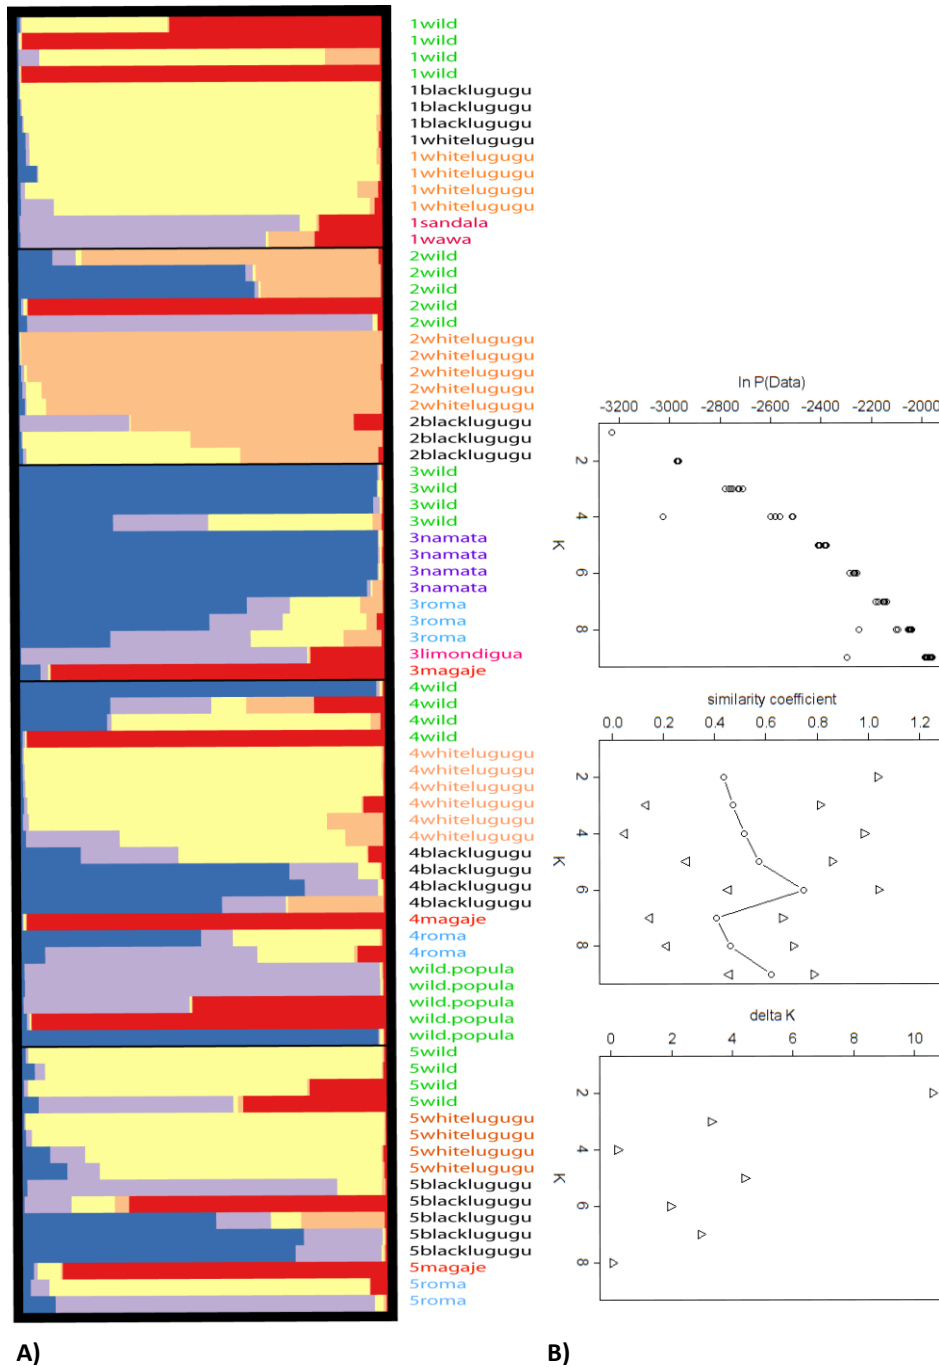 1wild
1wild
1wild
1wild
1blacklugugu
1blacklugugu
1blacklugugu
1whitelugugu
1whitelugugu
1whitelugugu
1whitelugugu
1whitelugugu
1sandala
1wawa
2wild
2wild
2wild
2wild
2wild
2whitelugugu
2whitelugugu
2whitelugugu
2whitelugugu
2whitelugugu
2blacklugugu
2blacklugugu
2blacklugugu
3wild
3wild
3wild
3wild
3namata
3namata
3namata
3namata
3roma
3roma
3roma
3limondigua
3magaje
4wild
4wild
4wild
4wild
4whitelugugu
4whitelugugu
4whitelugugu
4whitelugugu
4whitelugugu
4whitelugugu
4blacklugugu
4blacklugugu
4blacklugugu
4blacklugugu
4magaje
4roma
4roma
wild.popula
wild.popula
wild.popula
wild.popula
wild.popula
5wild
5wild
5wild
5wild
5whitelugugu
5whitelugugu
5whitelugugu
5whitelugugu
5blacklugugu
5blacklugugu
5blacklugugu
5blacklugugu
5blacklugugu
5magaje
5roma
5roma
A)
ln P(Data)
-3200 -3000 -2800 -2600 -2400 -2200 -2000
2
4
K
6
8
similarity coefficient
0.0 0.2 0.4 0.6 0.8 1.0 1.2
2
4
K
6
8
delta K
0 2 4 6 8 10
2
4
K
6
8
B)